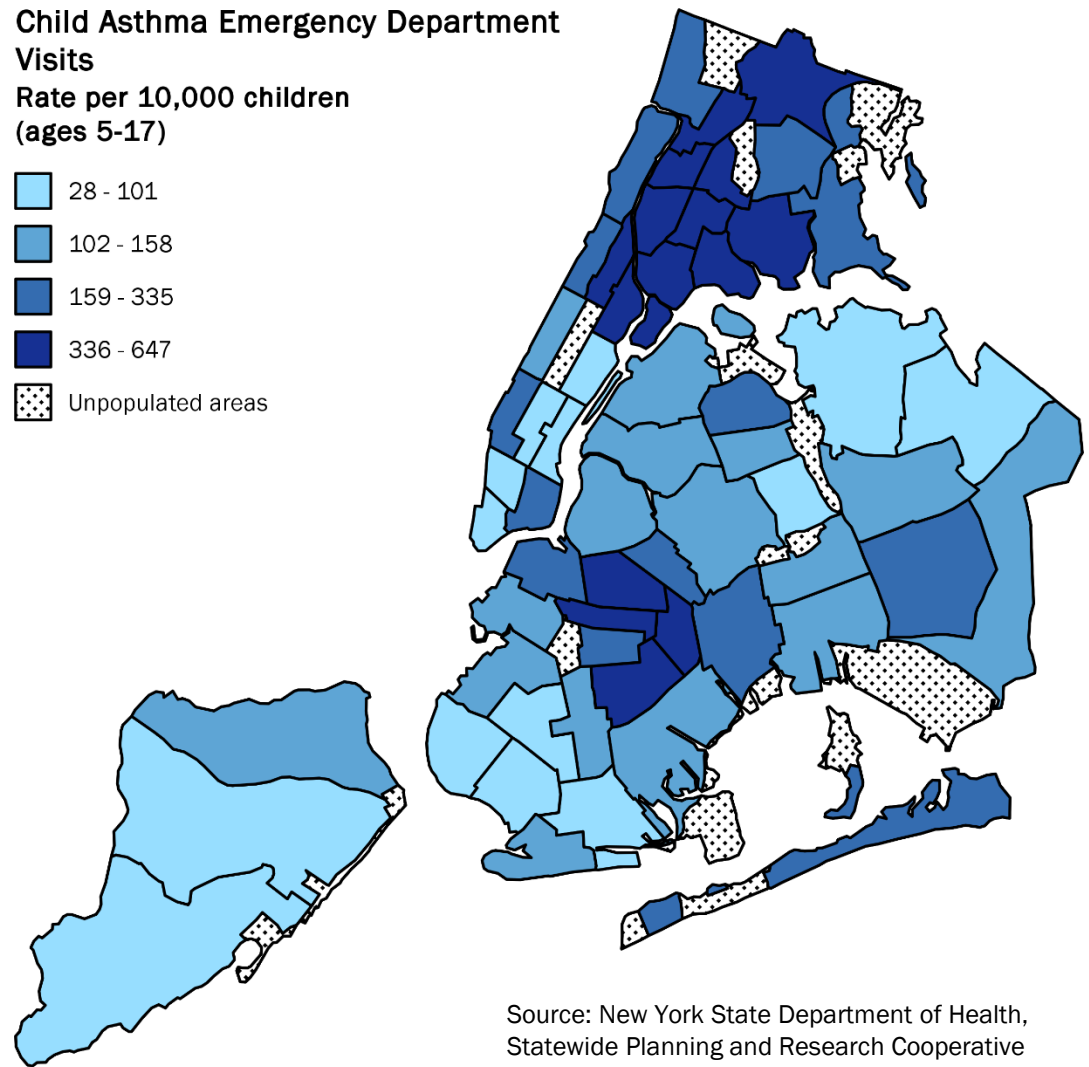 Child Asthma Emergency Department
Visits
Rate per 10,000 children
(ages 5-17)
28 - 101
102 - 158
159 - 335
336 - 647
Unpopulated areas
Source: New York State Department of Health,
Statewide Planning and Research Cooperative